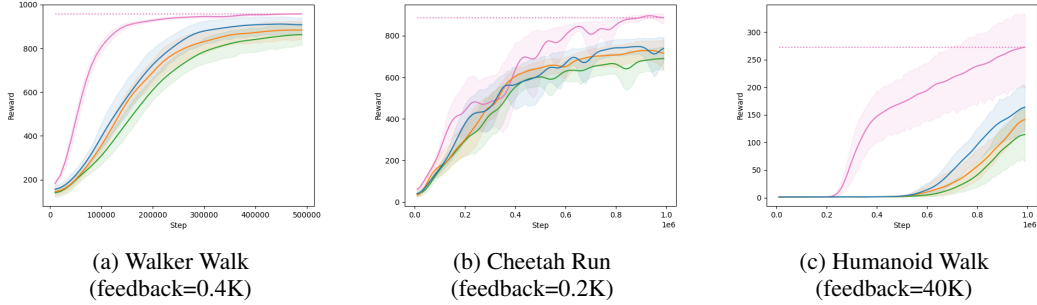 1000
800
600
400
200
Reward
0
100000
200000
300000
400000
500000
Step
(a) Walker Walk
(feedback=0.4K)
800
600
400
200
0
Reward
0.0
0.2
0.4
0.6
0.8
1.0
1e6
Step
(b) Cheetah Run
(feedback=0.2K)
300
250
200
150
100
50
0
Reward
0.0
0.2
0.4
0.6
0.8
1.0
1e6
Step
(c) Humanoid Walk
(feedback=40K)